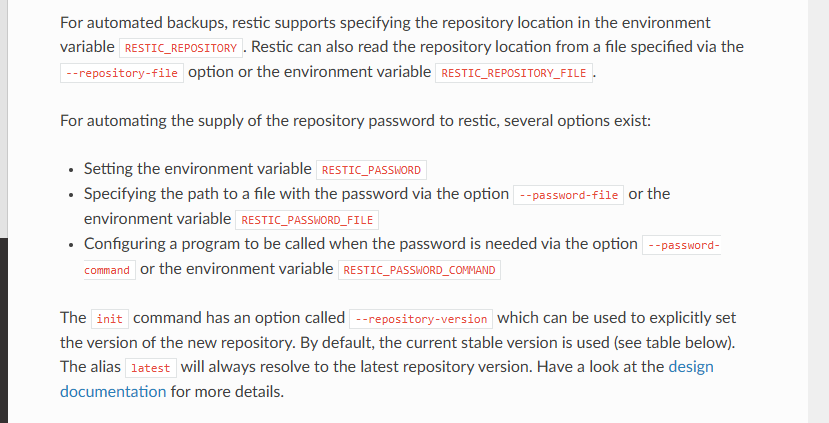 For automated backups, restic supports specifying the repository location in the environment
variable RESTIC_REPOSITORY . Restic can also read the repository location from a file specified via the
--repository-file option or the environment variable RESTIC_REPOSITORY_FILE .
For automating the supply of the repository password to restic, several options exist:
• Setting the environment variable RESTIC_PASSWORD
• Specifying the path to a file with the password via the option --password-file or the
environment variable RESTIC_PASSWORD_FILE
• Configuring a program to be called when the password is needed via the option --password-
command or the environment variable RESTIC_PASSWORD_COMMAND
The init command has an option called --repository-version which can be used to explicitly set
the version of the new repository. By default, the current stable version is used (see table below).
The alias latest will always resolve to the latest repository version. Have a look at the design
documentation for more details.